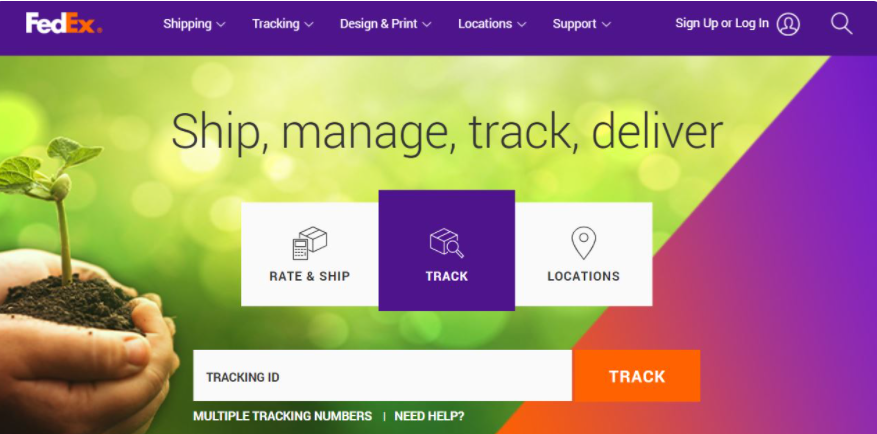 FedEx. Shipping Tracking Design & Print Locations Support Sign Up or Log In
Ship, manage, track, deliver
RATE & SHIP TRACK LOCATIONS
TRACKING ID TRACK
MULTIPLE TRACKING NUMBERS | NEED HELP?